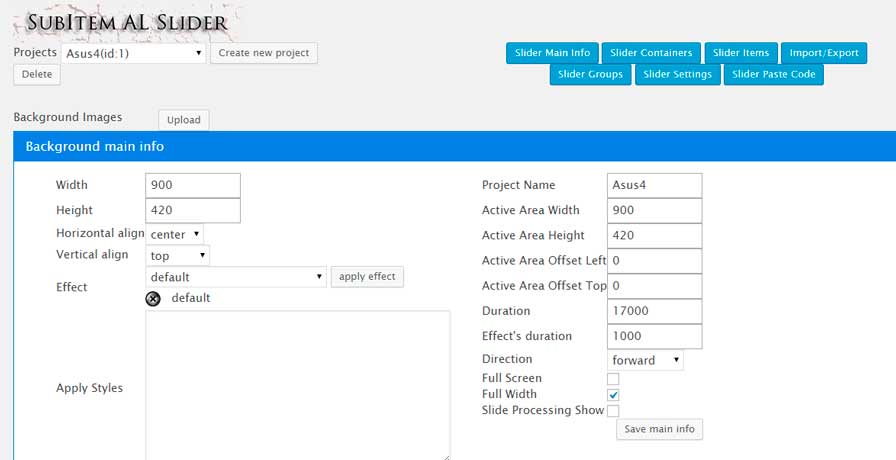 SubItem AL Slider
Projects Asus4(id:1) Create new project
Delete
Slider Main Info Slider Containers Slider Items Import/Export
Slider Groups Slider Settings Slider Paste Code
Background Images Upload
Background main info
Width 900
Height 420
Horizontal align center
Vertical align top
Effect default apply effect
default
Apply Styles
Project Name Asus4
Active Area Width 900
Active Area Height 420
Active Area Offset Left 0
Active Area Offset Top 0
Duration 17000
Effect's duration 1000
Direction forward
Full Screen
Full Width
Slide Processing Show
Save main info